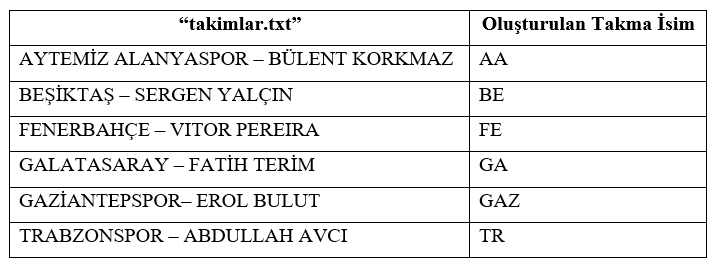 “takimlar.txt” Oluşturulan Takma İsim
AYTEMİZ ALANYASPOR – BÜLENT KORKMAZ AA
BEŞİKTAŞ – SERGEN YALÇIN BE
FENERBAHÇE – VITOR PEREIRA FE
GALATASARAY – FATİH TERİM GA
GAZİANTEPSPOR– EROL BULUT GAZ
TRABZONSPOR – ABDULLAH AVCI TR